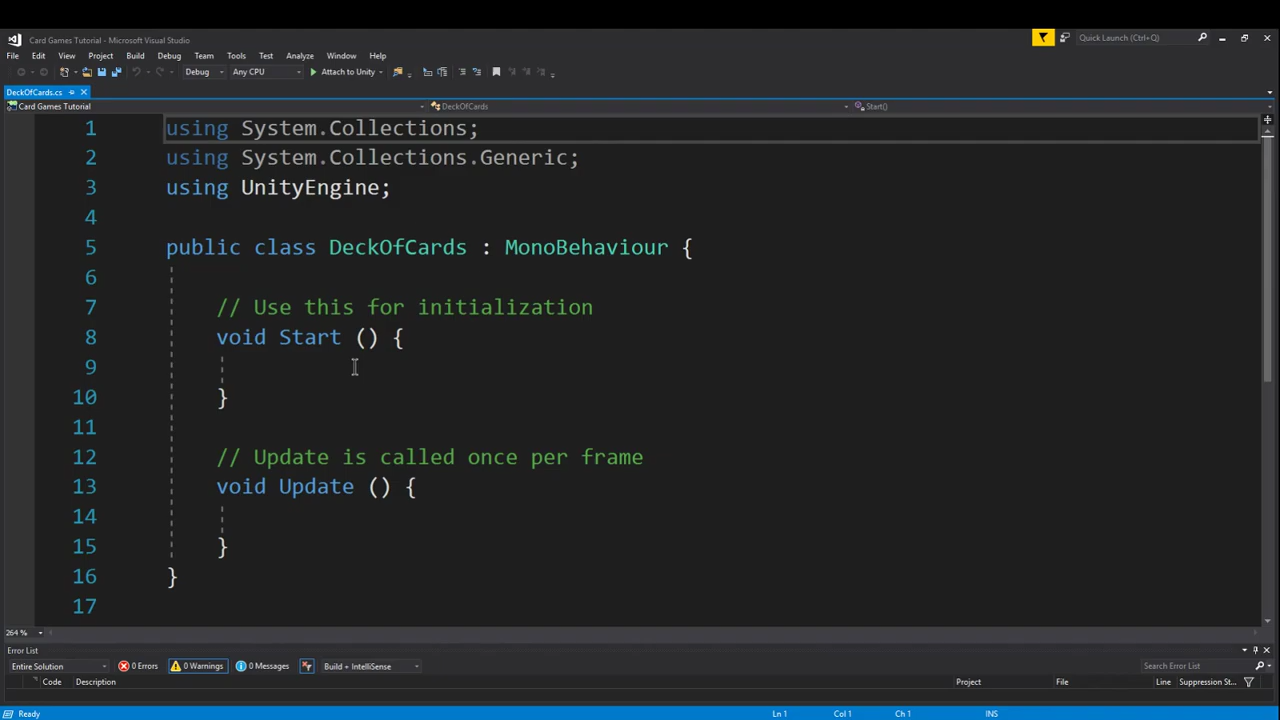 Card Games Tutorial - Microsoft Visual Studio
Quick Launch (Ctrl+Q)
File Edit View Project Build Debug Team Tools Test Analyze Window Help
Debug Any CPU Attach to Unity
DeckOfCards.cs
Card Games Tutorial DeckOfCards Start()
1 using System.Collections;
2 using System.Collections.Generic;
3 using UnityEngine;
4
5 public class DeckOfCards : MonoBehaviour {
6
7 // Use this for initialization
8 void Start () {
9
10 }
11
12 // Update is called once per frame
13 void Update () {
14
15 }
16 }
17
264 %
Error List
Entire Solution 0 Errors 0 Warnings 0 Messages Build + IntelliSense Search Error List
Code Description Project File Line Suppression St...
Ready Ln 1 Col 1 Ch 1 INS